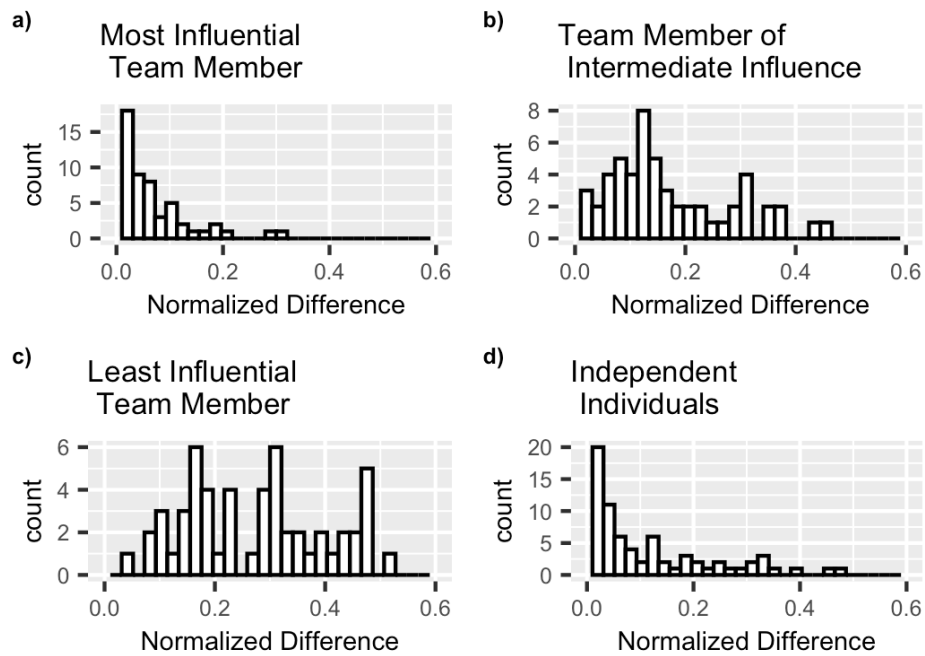 a)
Most Influential
Team Member
15
10
5
0
count
0.0 0.2 0.4 0.6
Normalized Difference
b)
Team Member of
Intermediate Influence
8
6
4
2
0
count
0.0 0.2 0.4 0.6
Normalized Difference
c)
Least Influential
Team Member
6
4
2
0
count
0.0 0.2 0.4 0.6
Normalized Difference
d)
Independent
Individuals
20
15
10
5
0
count
0.0 0.2 0.4 0.6
Normalized Difference